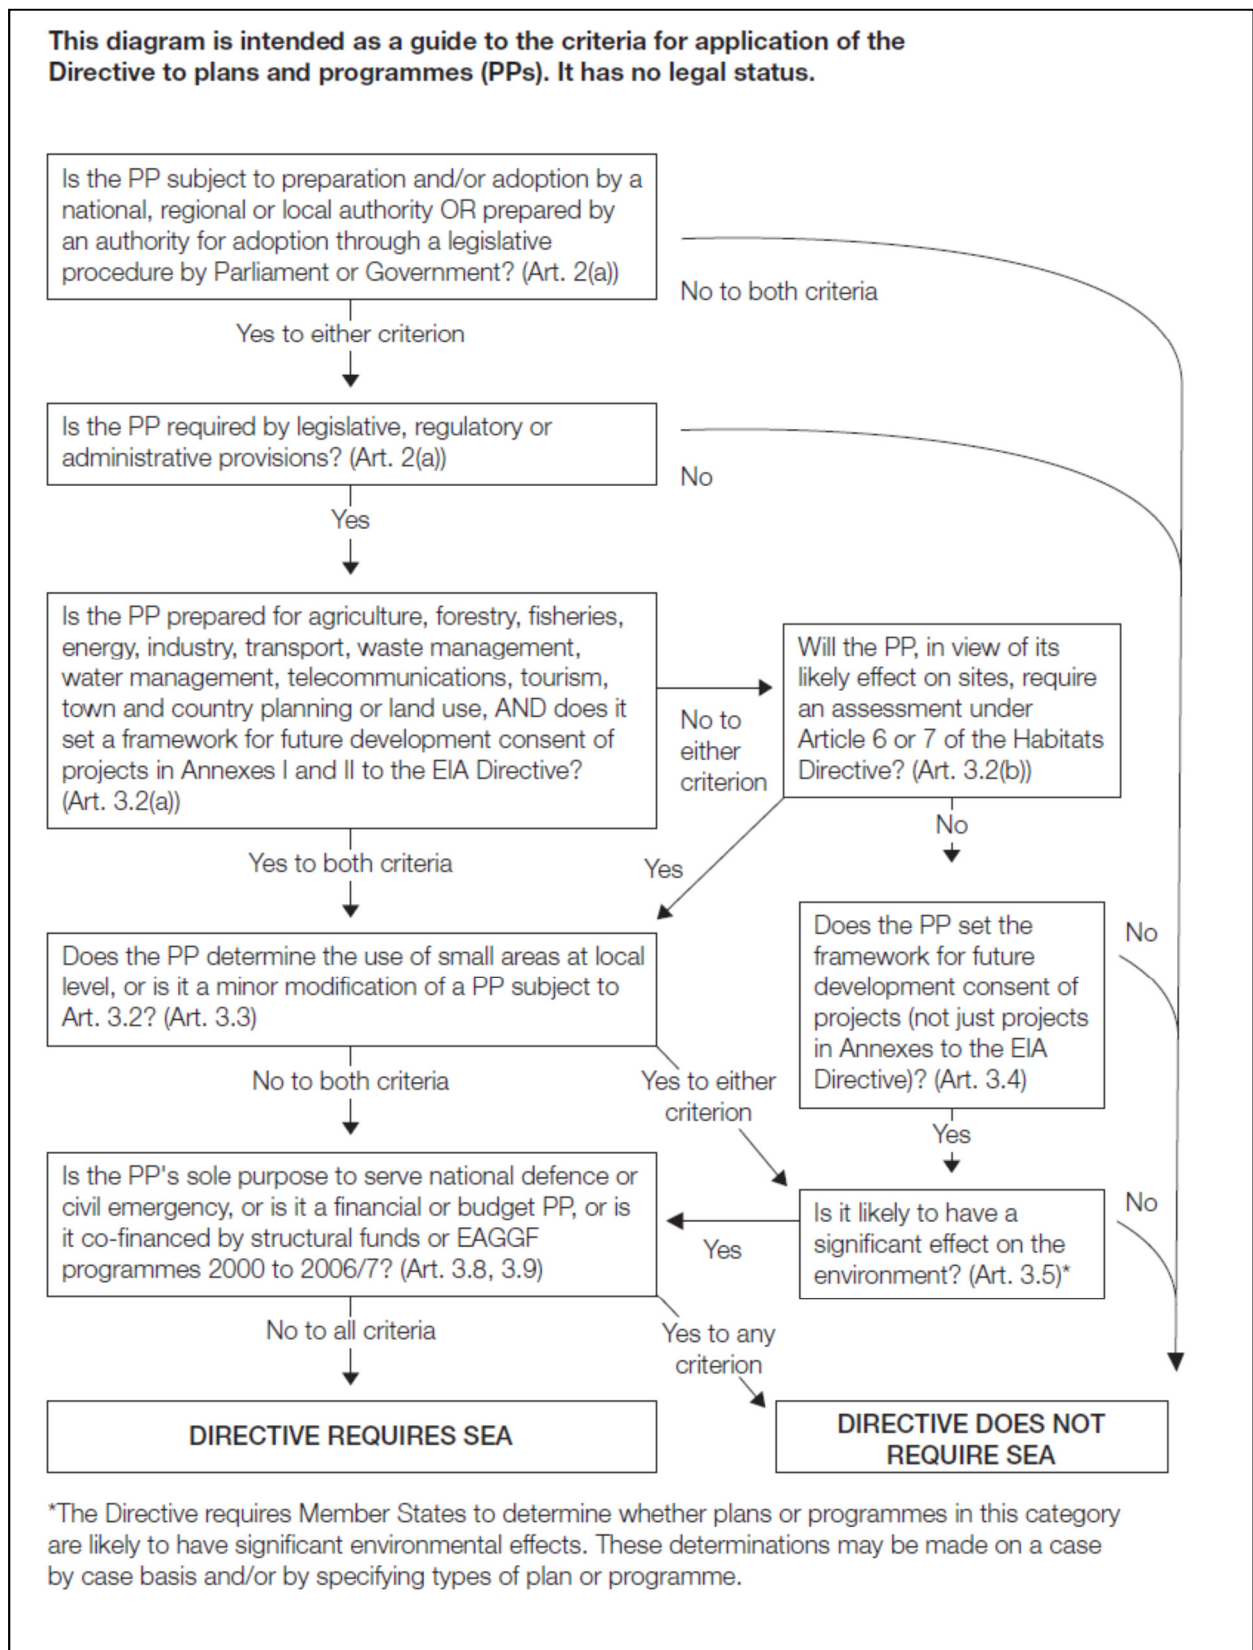 This diagram is intended as a guide to the criteria for application of the
Directive to plans and programmes (PPs). It has no legal status.
Is the PP subject to preparation and/or adoption by a
national, regional or local authority OR prepared by
an authority for adoption through a legislative
procedure by Parliament or Government? (Art. 2(a))
No to both criteria
Yes to either criterion
Is the PP required by legislative, regulatory or
administrative provisions? (Art. 2(a))
No
Yes
Is the PP prepared for agriculture, forestry, fisheries,
energy, industry, transport, waste management,
water management, telecommunications, tourism,
town and country planning or land use, AND does it
set a framework for future development consent of
projects in Annexes I and II to the EIA Directive?
(Art. 3.2(a))
No to
either
criterion
Will the PP, in view of its
likely effect on sites, require
an assessment under
Article 6 or 7 of the Habitats
Directive? (Art. 3.2(b))
Yes to both criteria
Yes
No
Does the PP determine the use of small areas at local
level, or is it a minor modification of a PP subject to
Art. 3.2? (Art. 3.3)
Does the PP set the
framework for future
development consent of
projects (not just projects
in Annexes to the EIA
Directive)? (Art. 3.4)
No
No to both criteria
Yes to either
criterion
Yes
Is the PP's sole purpose to serve national defence or
civil emergency, or is it a financial or budget PP, or is
it co-financed by structural funds or EAGGF
programmes 2000 to 2006/7? (Art. 3.8, 3.9)
Yes
Is it likely to have a
significant effect on the
environment? (Art. 3.5)*
No
No to all criteria
Yes to any
criterion
DIRECTIVE REQUIRES SEA
DIRECTIVE DOES NOT
REQUIRE SEA
*The Directive requires Member States to determine whether plans or programmes in this category
are likely to have significant environmental effects. These determinations may be made on a case
by case basis and/or by specifying types of plan or programme.